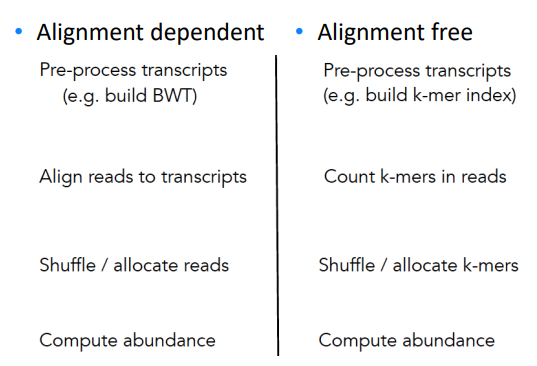 • Alignment dependent
Pre-process transcripts
(e.g. build BWT)
Align reads to transcripts
Shuffle / allocate reads
Compute abundance
• Alignment free
Pre-process transcripts
(e.g. build k-mer index)
Count k-mers in reads
Shuffle / allocate k-mers
Compute abundance